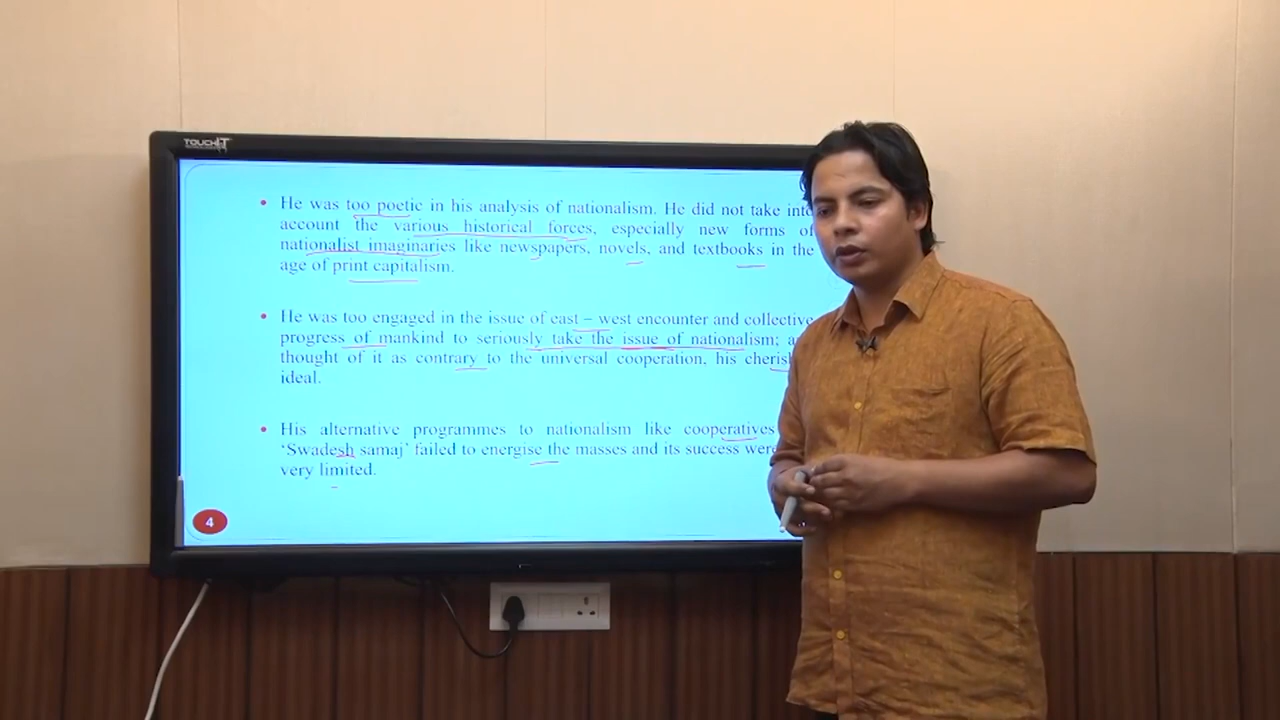 TOUCHIT
He was too poetic in his analysis of nationalism. He did not take into
account the various historical forces, especially new forms of
nationalist imaginaries like newspapers, novels, and textbooks in the
age of print capitalism.
He was too engaged in the issue of east – west encounter and collective
progress of mankind to seriously take the issue of nationalism;
thought of it as contrary to the universal cooperation, his
ideal.
His alternative programmes to nationalism like cooperatives
‘Swadesh samaj’ failed to energise the masses and its success were
very limited.
4